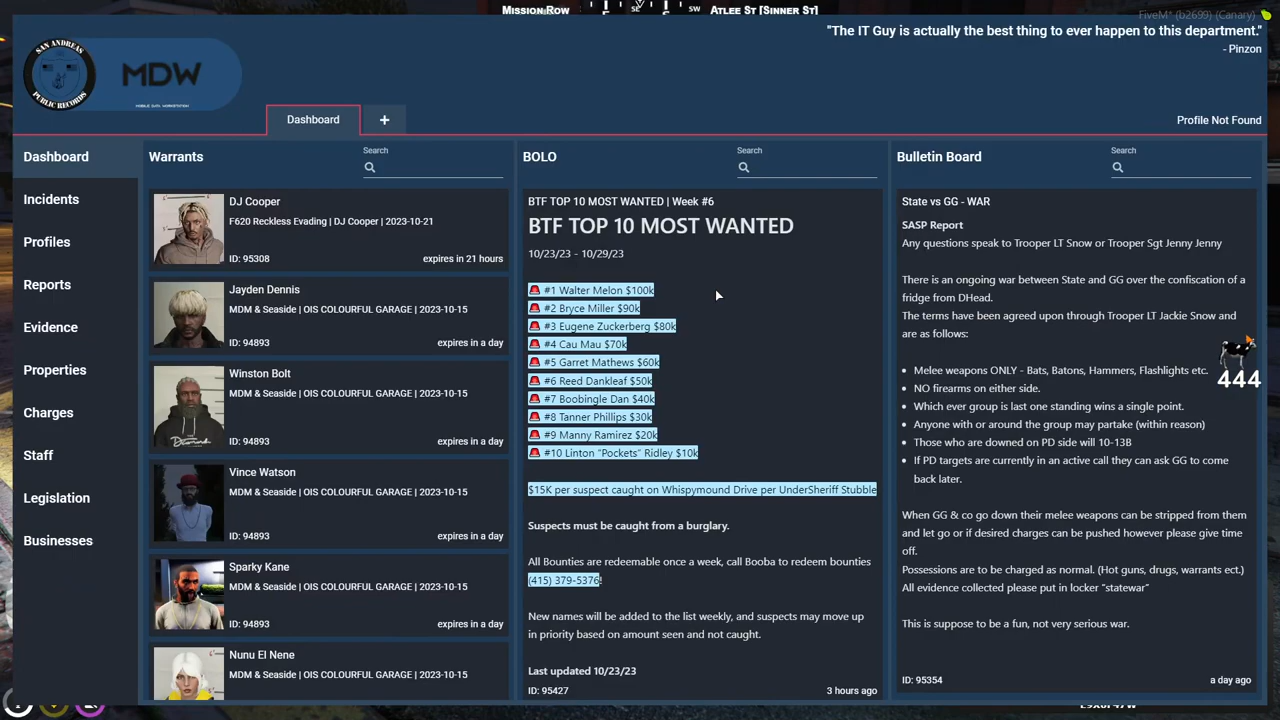 Mission Row
SE
SW
Atlee St [Sinner St]
FiveM* (b2699) (Canary)
"The IT Guy is actually the best thing to ever happen to this department."
- Pinzon
SAN ANDREAS
PUBLIC RECORDS
MDW
MOBILE DATA WORKSTATION
Dashboard
+
Profile Not Found
Dashboard
Incidents
Profiles
Reports
Evidence
Properties
Charges
Staff
Legislation
Businesses
Warrants
Search
DJ Cooper
F620 Reckless Evading | DJ Cooper | 2023-10-21
ID: 95308
expires in 21 hours
Jayden Dennis
MDM & Seaside | OIS COLOURFUL GARAGE | 2023-10-15
ID: 94893
expires in a day
Winston Bolt
MDM & Seaside | OIS COLOURFUL GARAGE | 2023-10-15
ID: 94893
expires in a day
Vince Watson
MDM & Seaside | OIS COLOURFUL GARAGE | 2023-10-15
ID: 94893
expires in a day
Sparky Kane
MDM & Seaside | OIS COLOURFUL GARAGE | 2023-10-15
ID: 94893
expires in a day
Nunu El Nene
MDM & Seaside | OIS COLOURFUL GARAGE | 2023-10-15
BOLO
Search
BTF TOP 10 MOST WANTED | Week #6
BTF TOP 10 MOST WANTED
10/23/23 - 10/29/23
🚨 #1 Walter Melon $100k
🚨 #2 Bryce Miller $90k
🚨 #3 Eugene Zuckerberg $80k
🚨 #4 Cau Mau $70k
🚨 #5 Garret Mathews $60k
🚨 #6 Reed Dankleaf $50k
🚨 #7 Boobingle Dan $40k
🚨 #8 Tanner Phillips $30k
🚨 #9 Manny Ramirez $20k
🚨 #10 Linton "Pockets" Ridley $10k
$15K per suspect caught on Whispymound Drive per UnderSheriff Stubble
Suspects must be caught from a burglary.
All Bounties are redeemable once a week, call Booba to redeem bounties
(415) 379-5376!
New names will be added to the list weekly, and suspects may move up
in priority based on amount seen and not caught.
Last updated 10/23/23
ID: 95427
3 hours ago
Bulletin Board
Search
State vs GG - WAR
SASP Report
Any questions speak to Trooper LT Snow or Trooper Sgt Jenny Jenny
There is an ongoing war between State and GG over the confiscation of a
fridge from DHead.
The terms have been agreed upon through Trooper LT Jackie Snow and
are as follows:
• Melee weapons ONLY - Bats, Batons, Hammers, Flashlights etc.
• NO firearms on either side.
• Which ever group is last one standing wins a single point.
• Anyone with or around the group may partake (within reason)
• Those who are downed on PD side will 10-13B
• If PD targets are currently in an active call they can ask GG to come
back later.
When GG & co go down their melee weapons can be stripped from them
and let go or if desired charges can be pushed however please give time
off.
Possessions are to be charged as normal. (Hot guns, drugs, warrants ect.)
All evidence collected please put in locker "statewar"
This is suppose to be a fun, not very serious war.
ID: 95354
a day ago
444